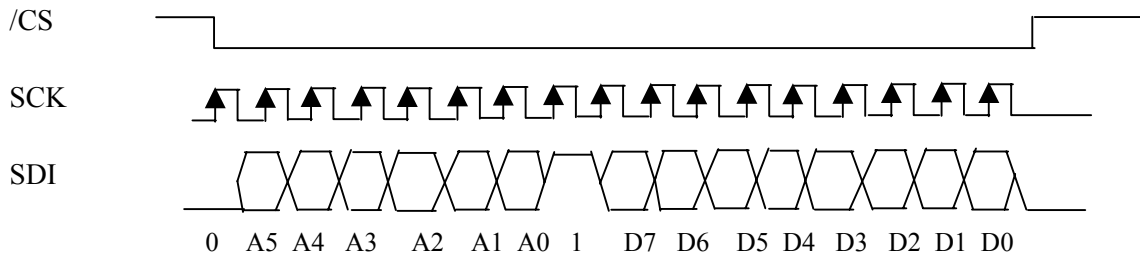 /CS
SCK
SDI
0 A5 A4 A3 A2 A1 A0 1 D7 D6 D5 D4 D3 D2 D1 D0